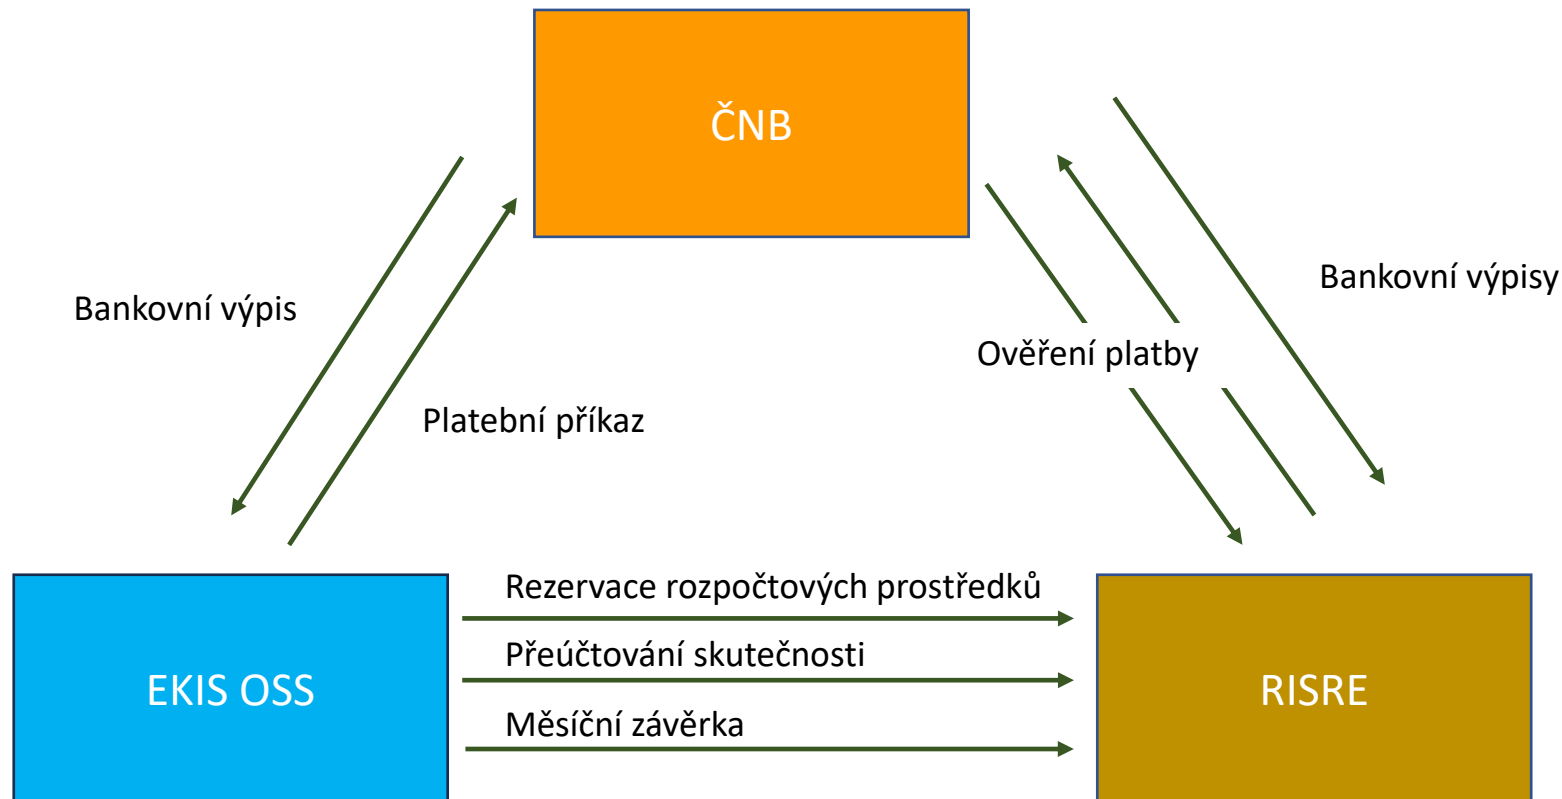 ČNB
Bankovní výpis
Bankovní výpisy
Ověření platby
Platební příkaz
Rezervace rozpočtových prostředků
Přeúčtování skutečnosti
EKIS OSS
RISRE
Měsíční závěrka